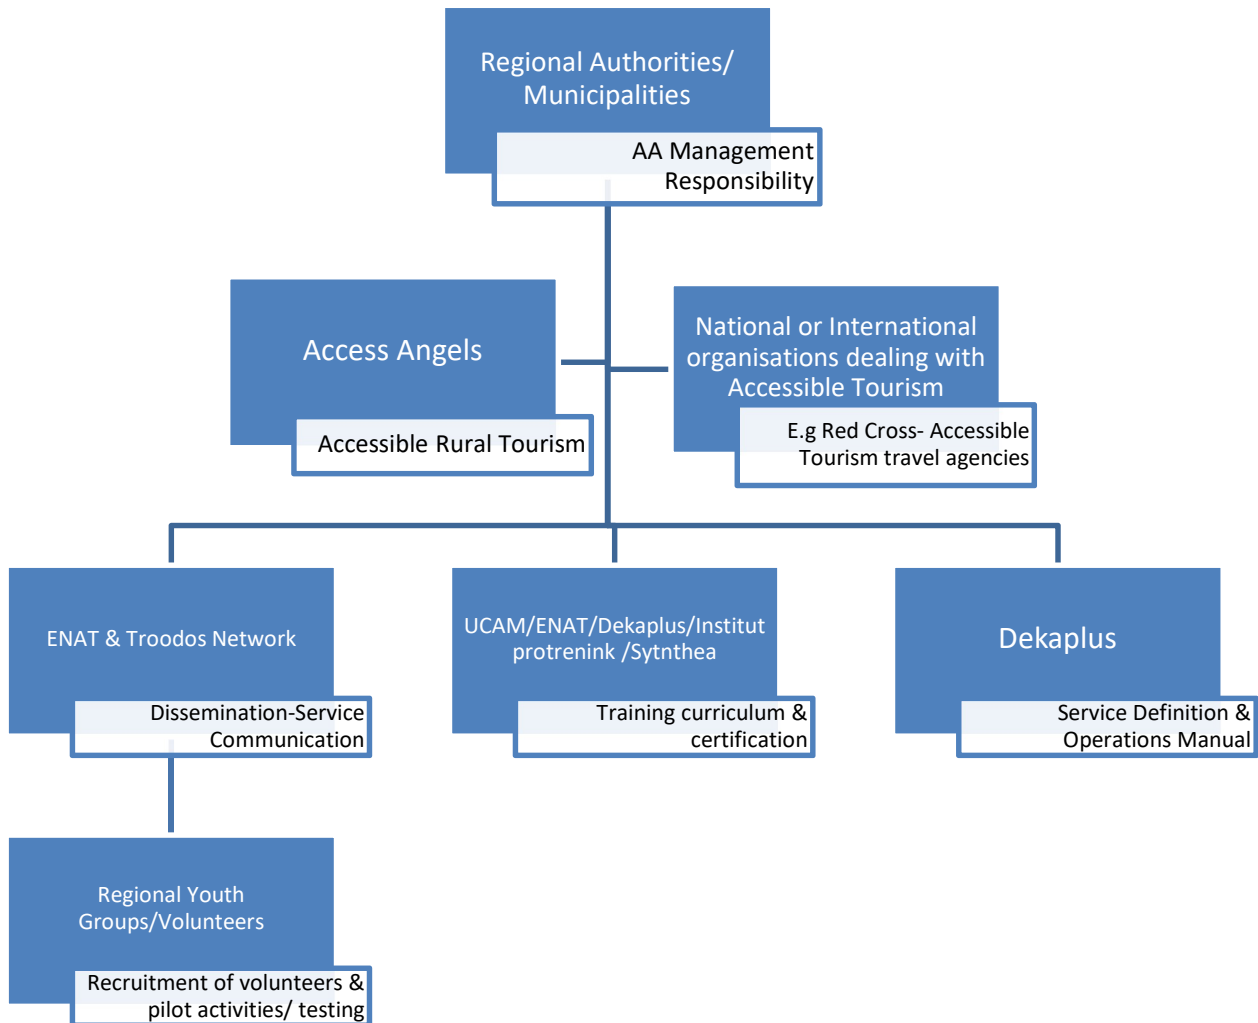 Regional Authorities/
Municipalities
AA Management
Responsibility
Access Angels
Accessible Rural Tourism
National or International
organisations dealing with
Accessible Tourism
E.g Red Cross- Accessible
Tourism travel agencies
ENAT & Troodos Network
Dissemination-Service
Communication
UCAM/ENAT/Dekaplus/Institut
protrenink /Sytnthea
Training curriculum &
certification
Dekaplus
Service Definition &
Operations Manual
Regional Youth
Groups/Volunteers
Recruitment of volunteers &
pilot activities/ testing